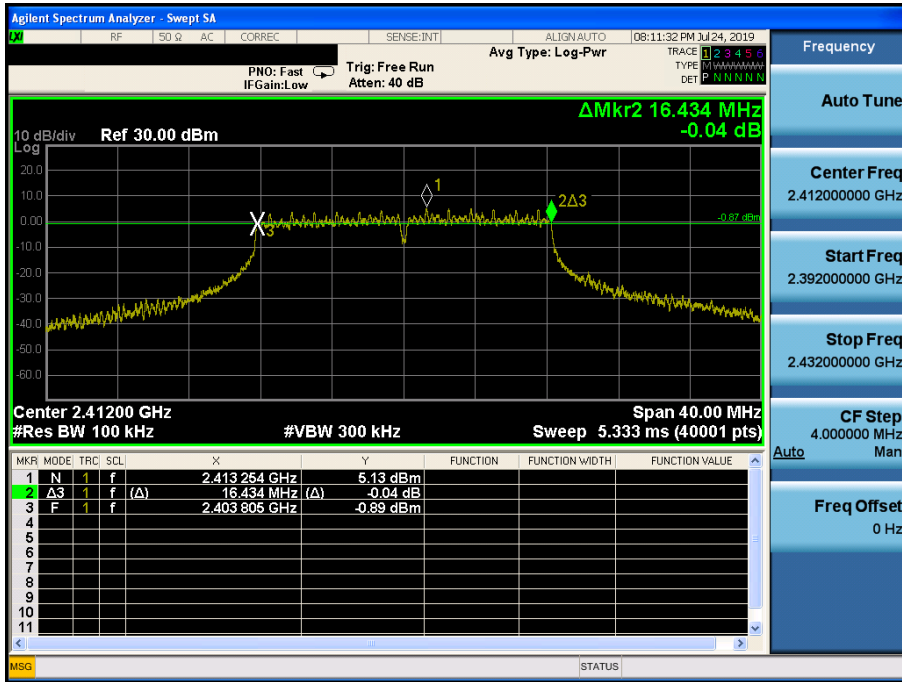 Agilent Spectrum Analyzer - Swept SA
LXI RF 50 Ω AC CORREC SENSE:INT ALIGNAUTO 08:11:32 PM Jul 24, 2019
Avg Type: Log-Pwr
TRACE 1 2 3 4 5 6
TYPE M
DET P N N N N N
PNO: Fast
IFGain:Low
Trig: Free Run
Atten: 40 dB
ΔMkr2 16.434 MHz
-0.04 dB
10 dB/div Ref 30.00 dBm
Log
20.0
10.0
0.00
-10.0
-20.0
-30.0
-40.0
-50.0
-60.0
1
2Δ3
3
-0.87 dBm
Center 2.41200 GHz Span 40.00 MHz
#Res BW 100 kHz #VBW 300 kHz Sweep 5.333 ms (40001 pts)
MKR MODE TRC SCL X Y FUNCTION FUNCTION WIDTH FUNCTION VALUE
1 N 1 f 2.413 254 GHz 5.13 dBm
2 Δ3 1 f (Δ) 16.434 MHz (Δ) -0.04 dB
3 F 1 f 2.403 805 GHz -0.89 dBm
4
5
6
7
8
9
10
11
MSG STATUS
Frequency
Auto Tune
Center Freq
2.412000000 GHz
Start Freq
2.392000000 GHz
Stop Freq
2.432000000 GHz
CF Step
4.000000 MHz
Auto Man
Freq Offset
0 Hz